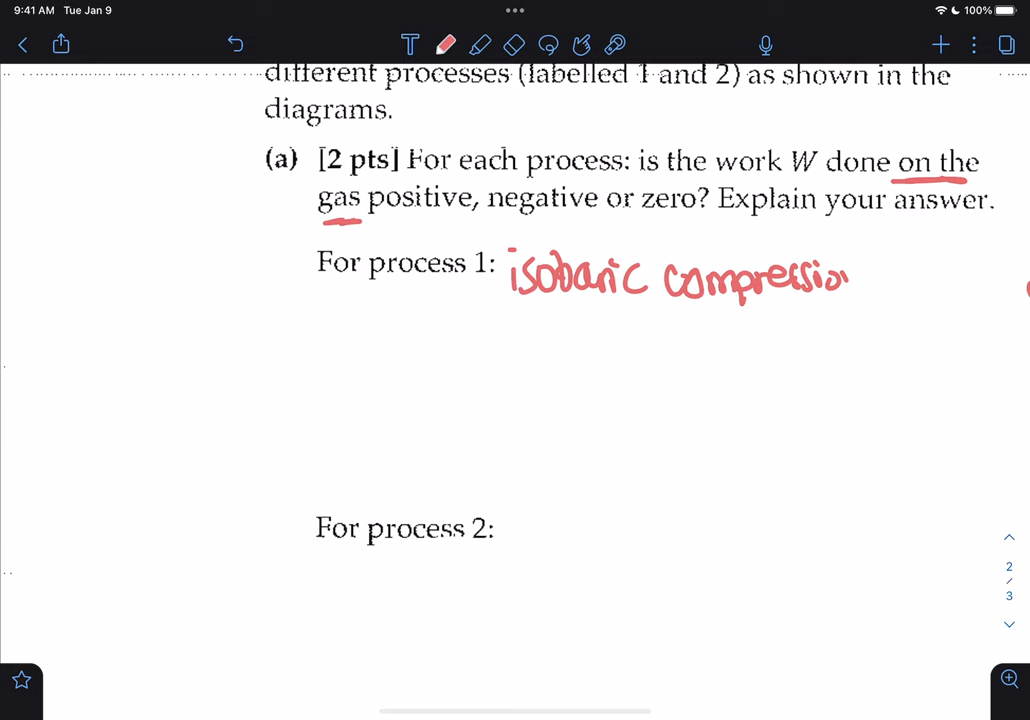 9:41 AM Tue Jan 9
100%
different processes (labelled 1 and 2) as shown in the
diagrams.
(a) [2 pts] For each process: is the work W done on the
gas positive, negative or zero? Explain your answer.
For process 1: isobaric compression
For process 2:
2
/
3